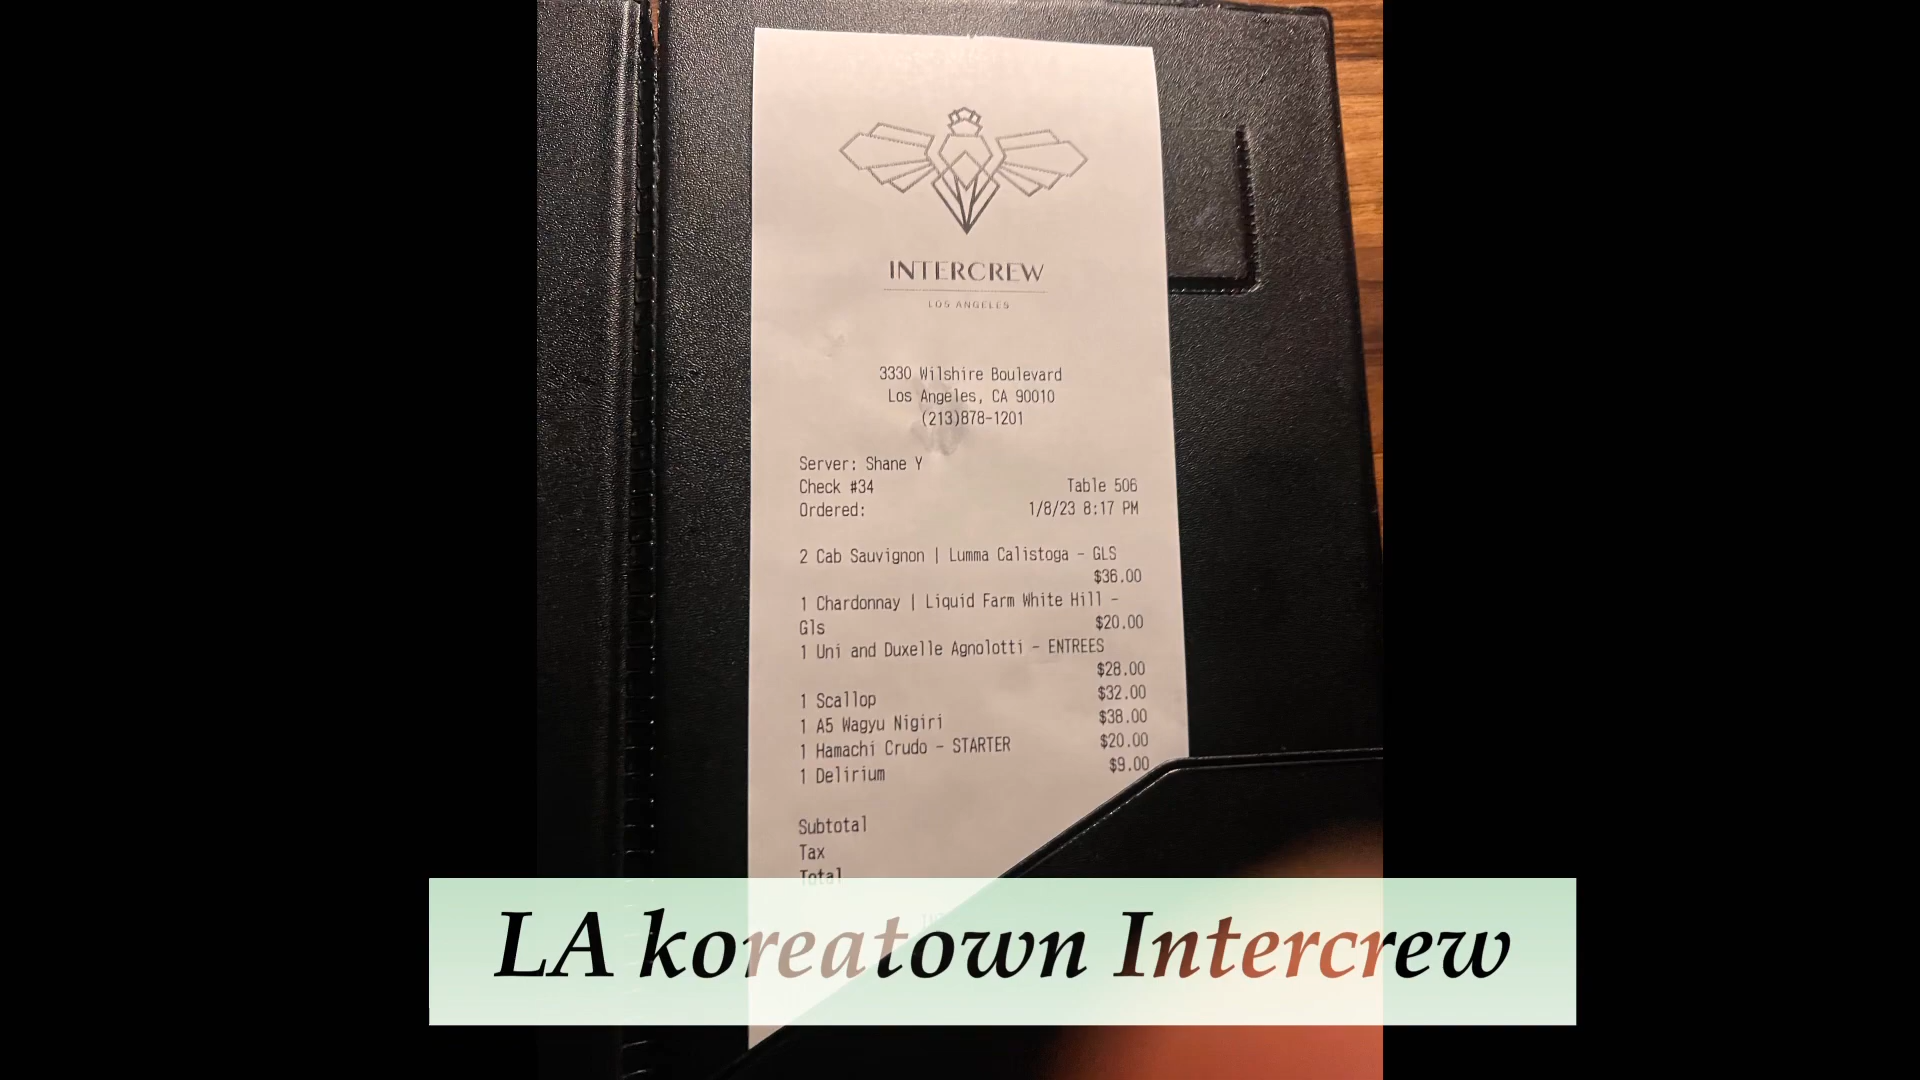 INTERCREW
LOS ANGELES
3330 Wilshire Boulevard
Los Angeles, CA 90010
(213)878-1201
Server: Shane Y
Check #34 Table 506
Ordered: 1/8/23 8:17 PM
2 Cab Sauvignon | Lumma Calistoga - GLS
$36.00
1 Chardonnay | Liquid Farm White Hill -
Gls $20.00
1 Uni and Duxelle Agnolotti - ENTREES
$28.00
1 Scallop $32.00
1 A5 Wagyu Nigiri $38.00
1 Hamachi Crudo - STARTER $20.00
1 Delirium $9.00
Subtotal
Tax
Total
LA koreatown Intercrew